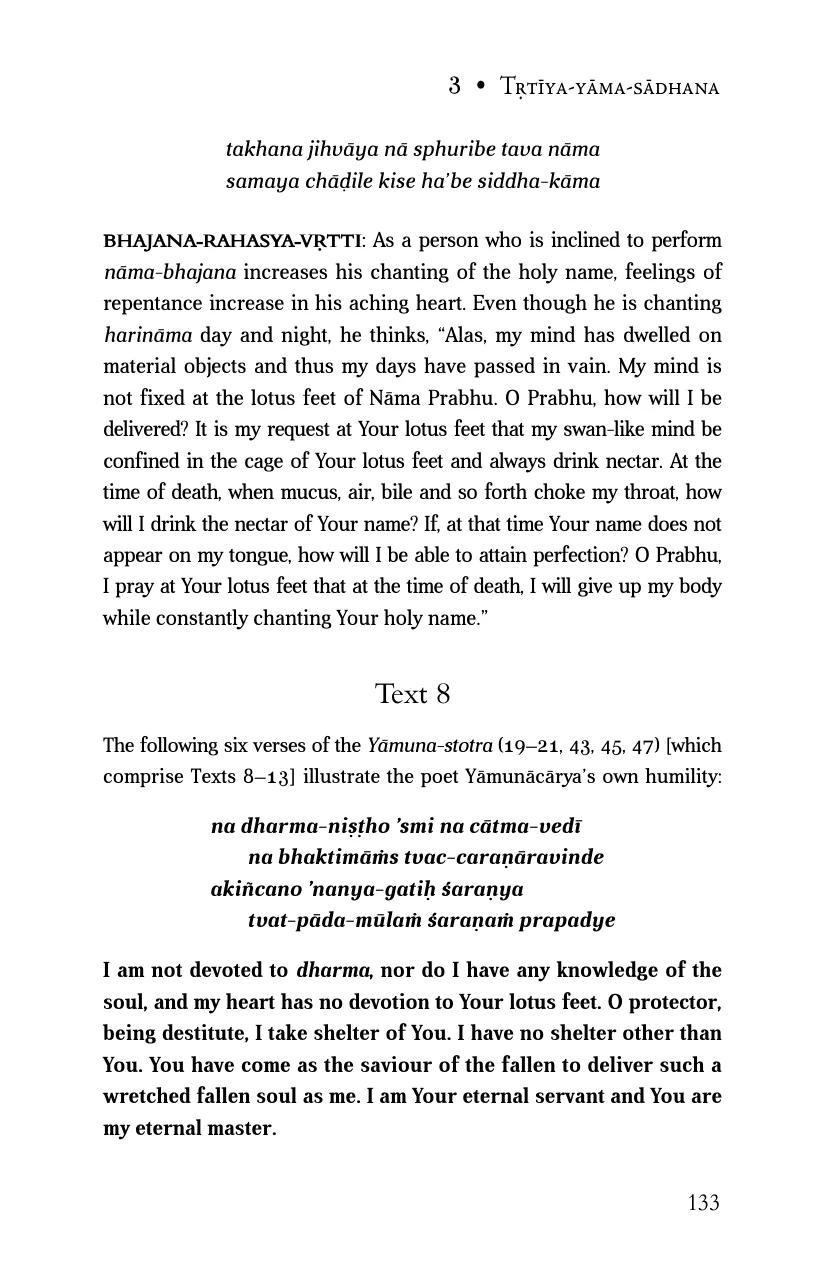 3 • Tṛtīya-yāma-sādhana
takhana jihvāya nā sphuribe tava nāma
samaya chāḍile kise ha’be siddha-kāma
BHAJANA-RAHASYA-VṚTTI: As a person who is inclined to perform
nāma-bhajana increases his chanting of the holy name, feelings of
repentance increase in his aching heart. Even though he is chanting
harināma day and night, he thinks, “Alas, my mind has dwelled on
material objects and thus my days have passed in vain. My mind is
not fixed at the lotus feet of Nāma Prabhu. O Prabhu, how will I be
delivered? It is my request at Your lotus feet that my swan-like mind be
confined in the cage of Your lotus feet and always drink nectar. At the
time of death, when mucus, air, bile and so forth choke my throat, how
will I drink the nectar of Your name? If, at that time Your name does not
appear on my tongue, how will I be able to attain perfection? O Prabhu,
I pray at Your lotus feet that at the time of death, I will give up my body
while constantly chanting Your holy name.”
Text 8
The following six verses of the Yāmuna-stotra (19–21, 43, 45, 47) [which
comprise Texts 8–13] illustrate the poet Yāmunācārya’s own humility:
na dharma-niṣṭho ’smi na cātma-vedī
na bhaktimāṁs tvac-caraṇāravinde
akiñcano ’nanya-gatiḥ śaraṇya
tvat-pāda-mūlaṁ śaraṇaṁ prapadye
I am not devoted to dharma, nor do I have any knowledge of the
soul, and my heart has no devotion to Your lotus feet. O protector,
being destitute, I take shelter of You. I have no shelter other than
You. You have come as the saviour of the fallen to deliver such a
wretched fallen soul as me. I am Your eternal servant and You are
my eternal master.
133